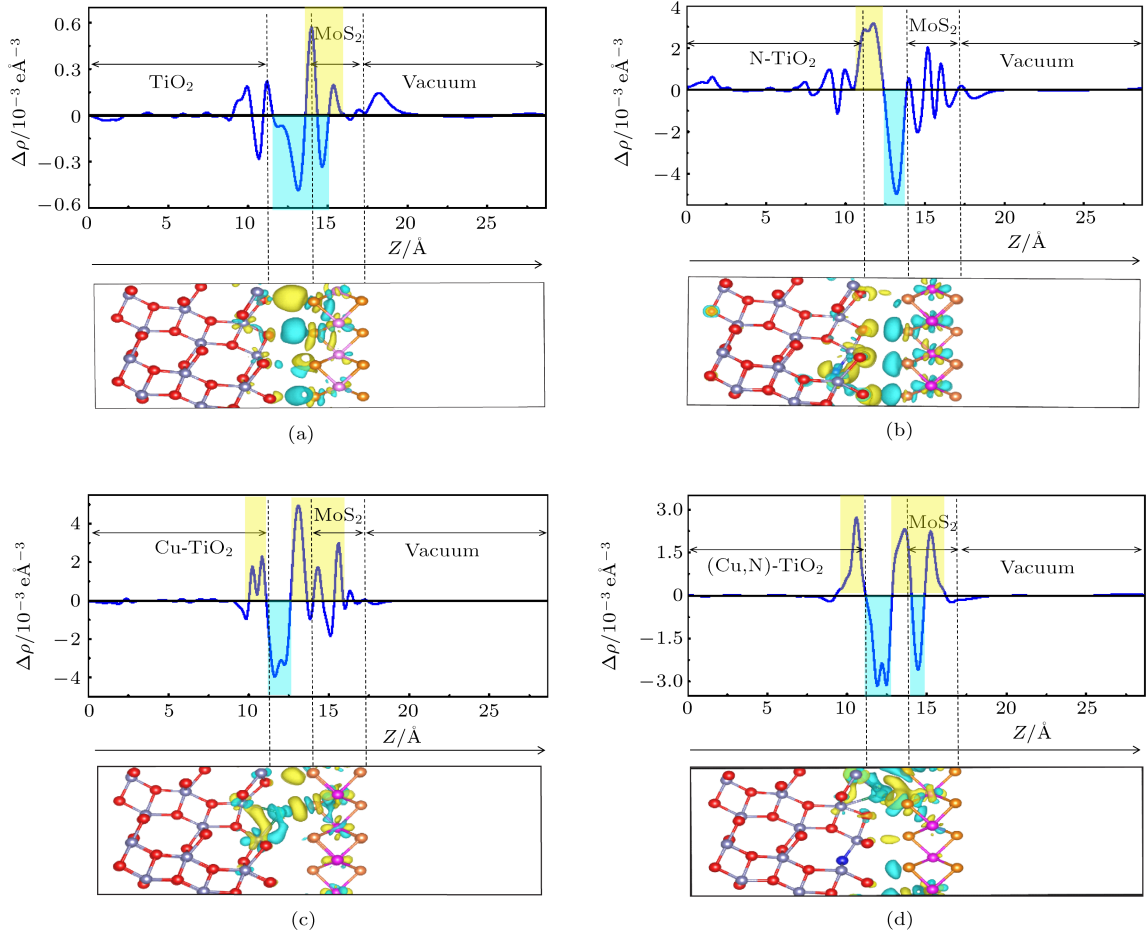 0.6
0.3
0
−0.3
−0.6
Δρ/10⁻³ eÅ⁻³
TiO₂
MoS₂
Vacuum
0 5 10 15 20 25
Z/Å
(a)
4
2
0
−2
−4
Δρ/10⁻³ eÅ⁻³
N-TiO₂
MoS₂
Vacuum
0 5 10 15 20 25
Z/Å
(b)
4
2
0
−2
−4
Δρ/10⁻³ eÅ⁻³
Cu-TiO₂
MoS₂
Vacuum
0 5 10 15 20 25
Z/Å
(c)
3.0
1.5
0
−1.5
−3.0
Δρ/10⁻³ eÅ⁻³
(Cu,N)-TiO₂
MoS₂
Vacuum
0 5 10 15 20 25
Z/Å
(d)